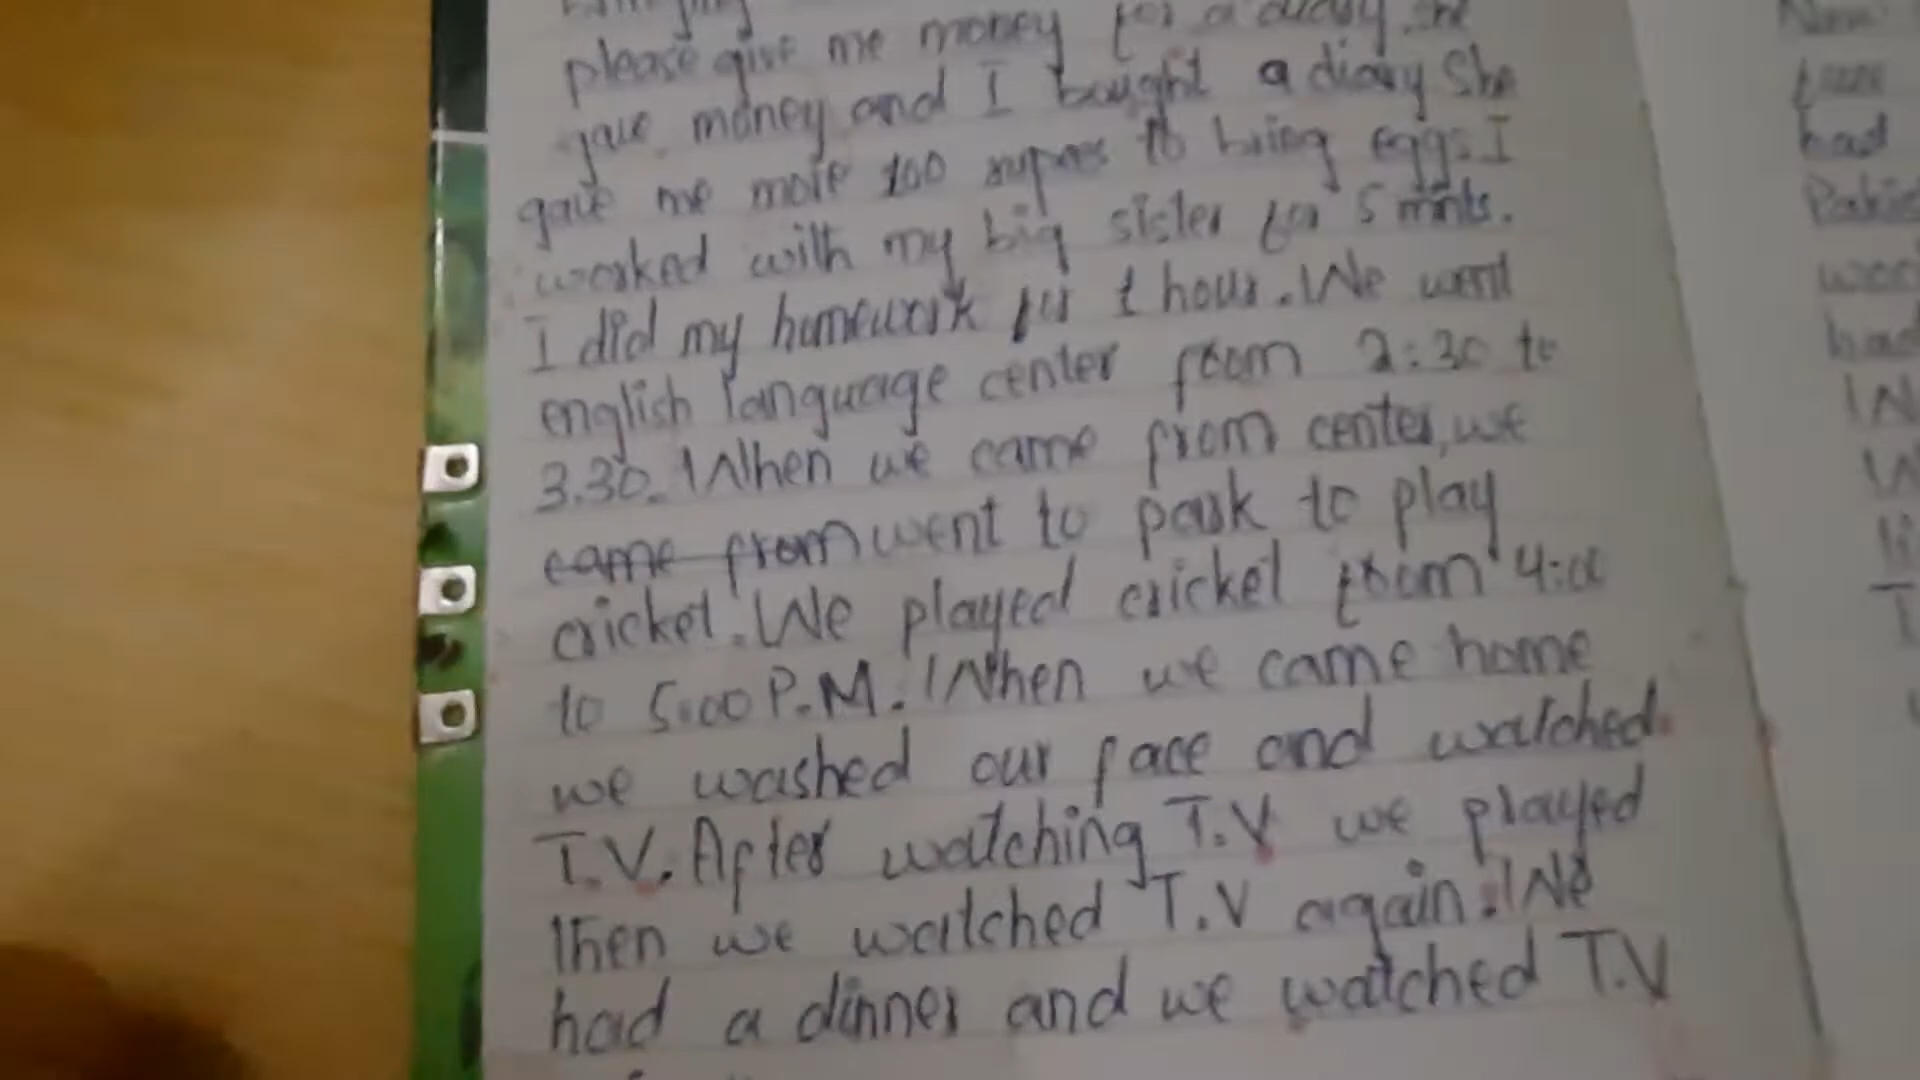 please give me money for a diary. She
gave money and I bought a diary She
gave me more 100 rupees to bring eggs. I
worked with my big sister for 5 mints.
I did my homework for 1 hour. We went
english language center from 2:30 to
3.30. When we came from center, we
came from went to park to play
cricket. We played cricket from 4:00
to 5:00 P.M. When we came home
we washed our face and watched
T.V. After watching T.V we played
then we watched T.V again. We
had a dinner and we watched T.V
had
Pakis
had